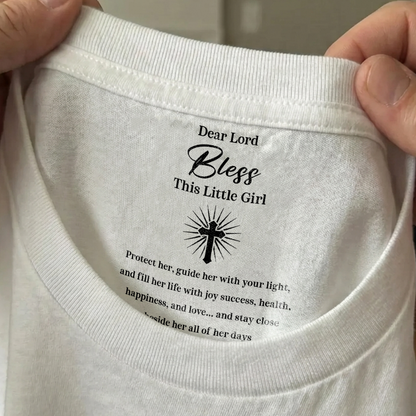 Dear Lord
Bless
This Little Girl
Protect her, guide her with your light,
and fill her life with joy success, health,
happiness, and love... and stay close
beside her all of her days